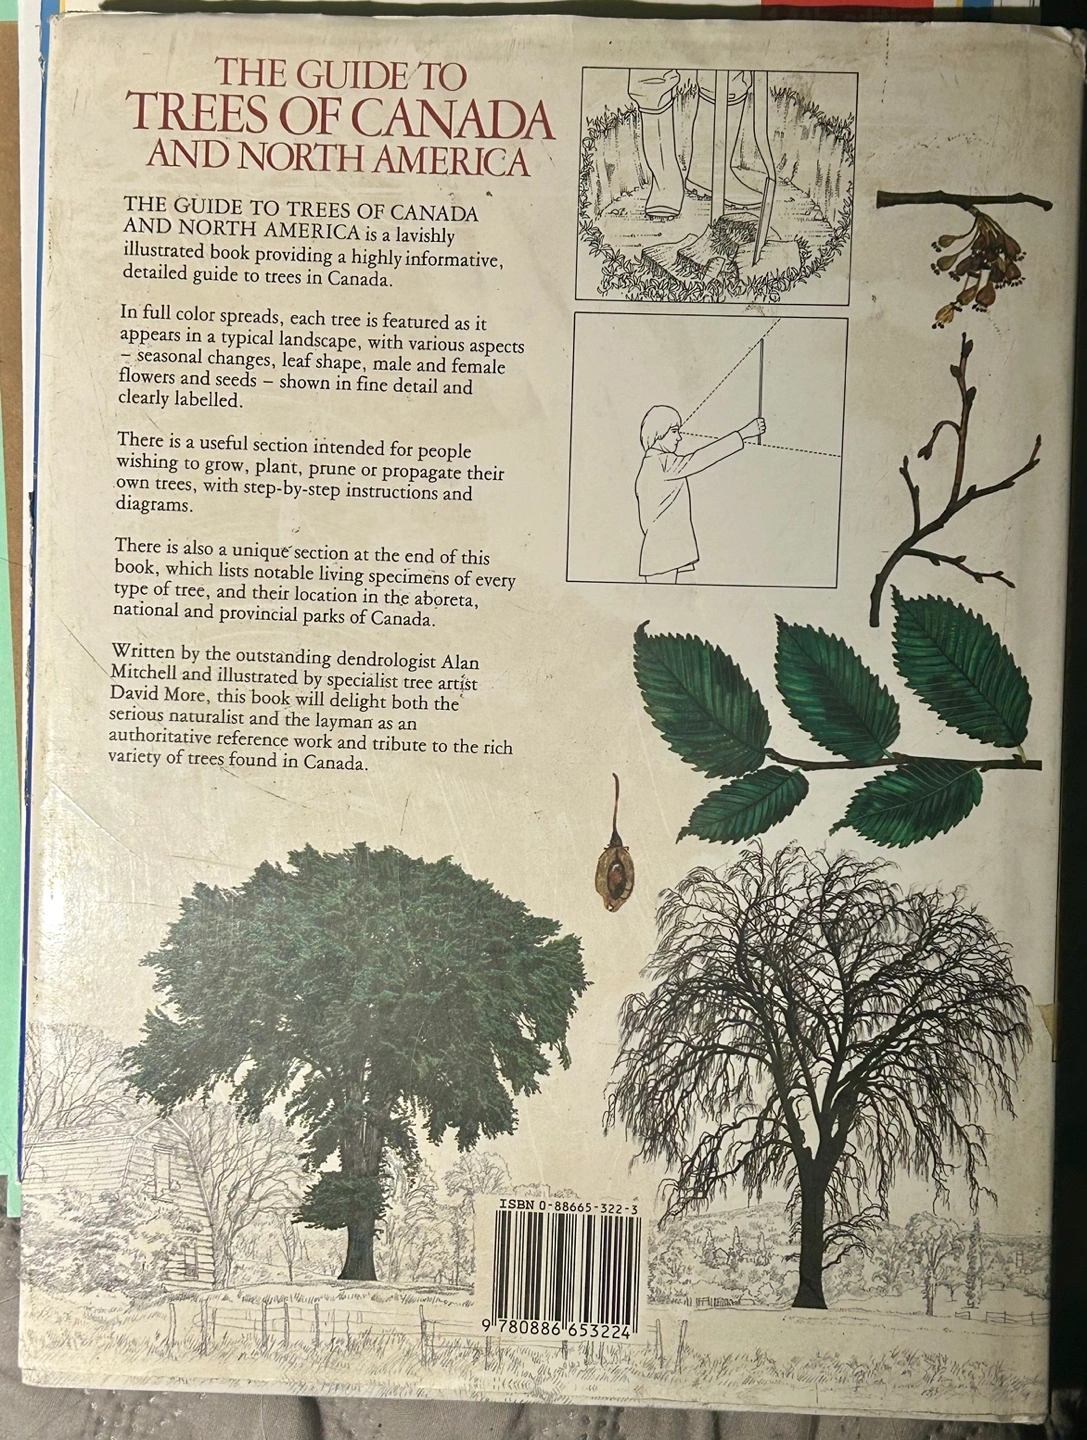 THE GUIDE TO
TREES OF CANADA
AND NORTH AMERICA
THE GUIDE TO TREES OF CANADA
AND NORTH AMERICA is a lavishly
illustrated book providing a highly informative,
detailed guide to trees in Canada.
In full color spreads, each tree is featured as it
appears in a typical landscape, with various aspects
– seasonal changes, leaf shape, male and female
flowers and seeds – shown in fine detail and
clearly labelled.
There is a useful section intended for people
wishing to grow, plant, prune or propagate their
own trees, with step-by-step instructions and
diagrams.
There is also a unique section at the end of this
book, which lists notable living specimens of every
type of tree, and their location in the aboreta,
national and provincial parks of Canada.
Written by the outstanding dendrologist Alan
Mitchell and illustrated by specialist tree artist
David More, this book will delight both the
serious naturalist and the layman as an
authoritative reference work and tribute to the rich
variety of trees found in Canada.
ISBN 0-88665-322-3
9 780886 653224